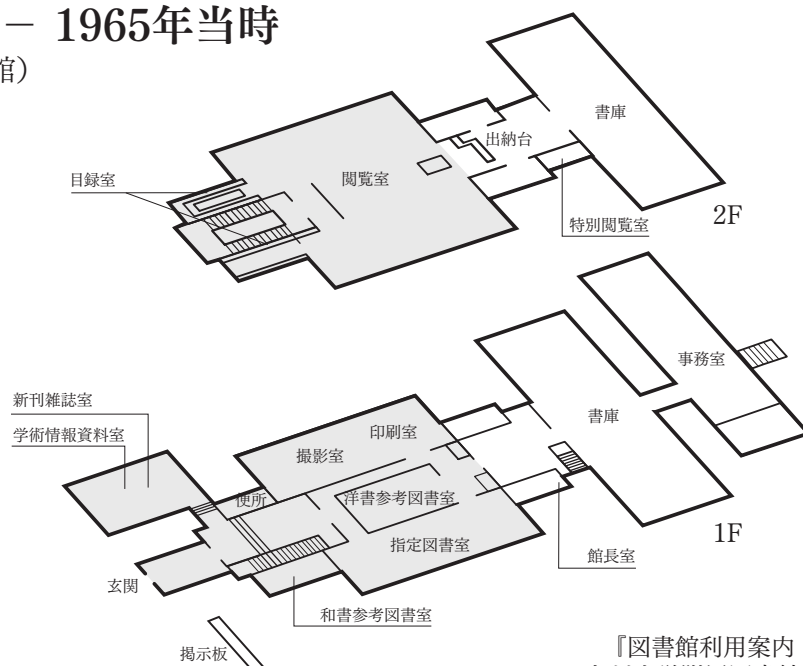 − 1965年当時
館）
書庫
出納台
目録室
閲覧室
特別閲覧室
2F
事務室
新刊雑誌室
学術情報資料室
印刷室
書庫
撮影室
便所
洋書参考図書室
指定図書室
1F
館長室
玄関
和書参考図書室
掲示板
『図書館利用案内